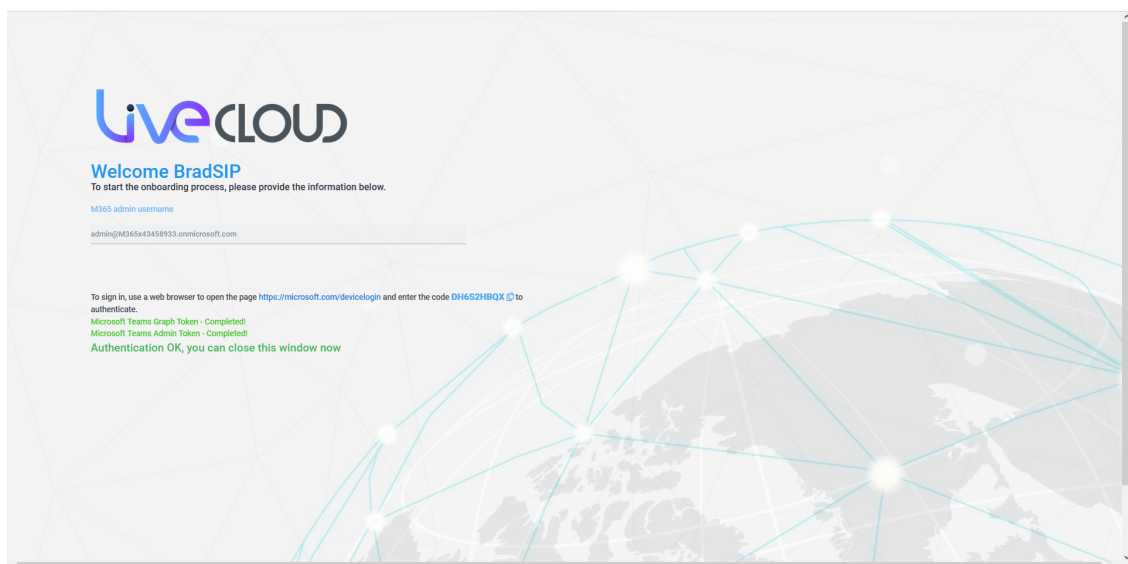 LiveCLOUD
Welcome BradSIP
To start the onboarding process, please provide the information below.
M365 admin username
admin@M365x43458933.onmicrosoft.com
To sign in, use a web browser to open the page https://microsoft.com/devicelogin and enter the code DH6S2HBQX to
authenticate.
Microsoft Teams Graph Token - Completed!
Microsoft Teams Admin Token - Completed!
Authentication OK, you can close this window now